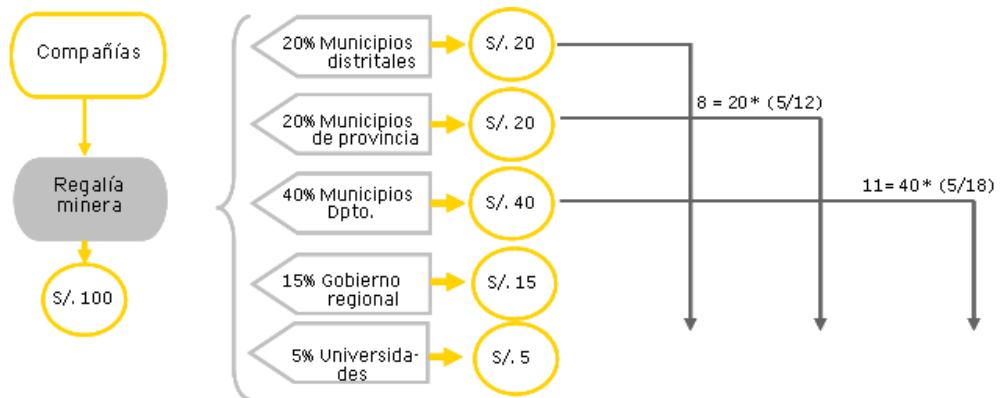 Compañías
Regalía
minera
S/. 100
20% Municipios
distritales
S/. 20
20% Municipios
de provincia
S/. 20
40% Municipios
Dpto.
S/. 40
15% Gobierno
regional
S/. 15
5% Universida-
des
S/. 5
8 = 20* (5/12)
11= 40* (5/18)